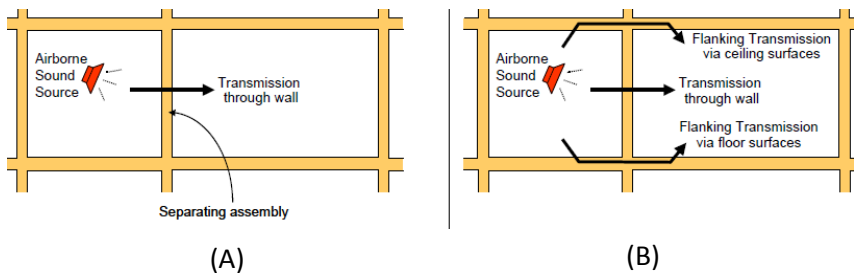 Airborne
Sound
Source
Transmission
through wall
Separating assembly
(A)
Flanking Transmission
via ceiling surfaces
Airborne
Sound
Source
Transmission
through wall
Flanking Transmission
via floor surfaces
(B)